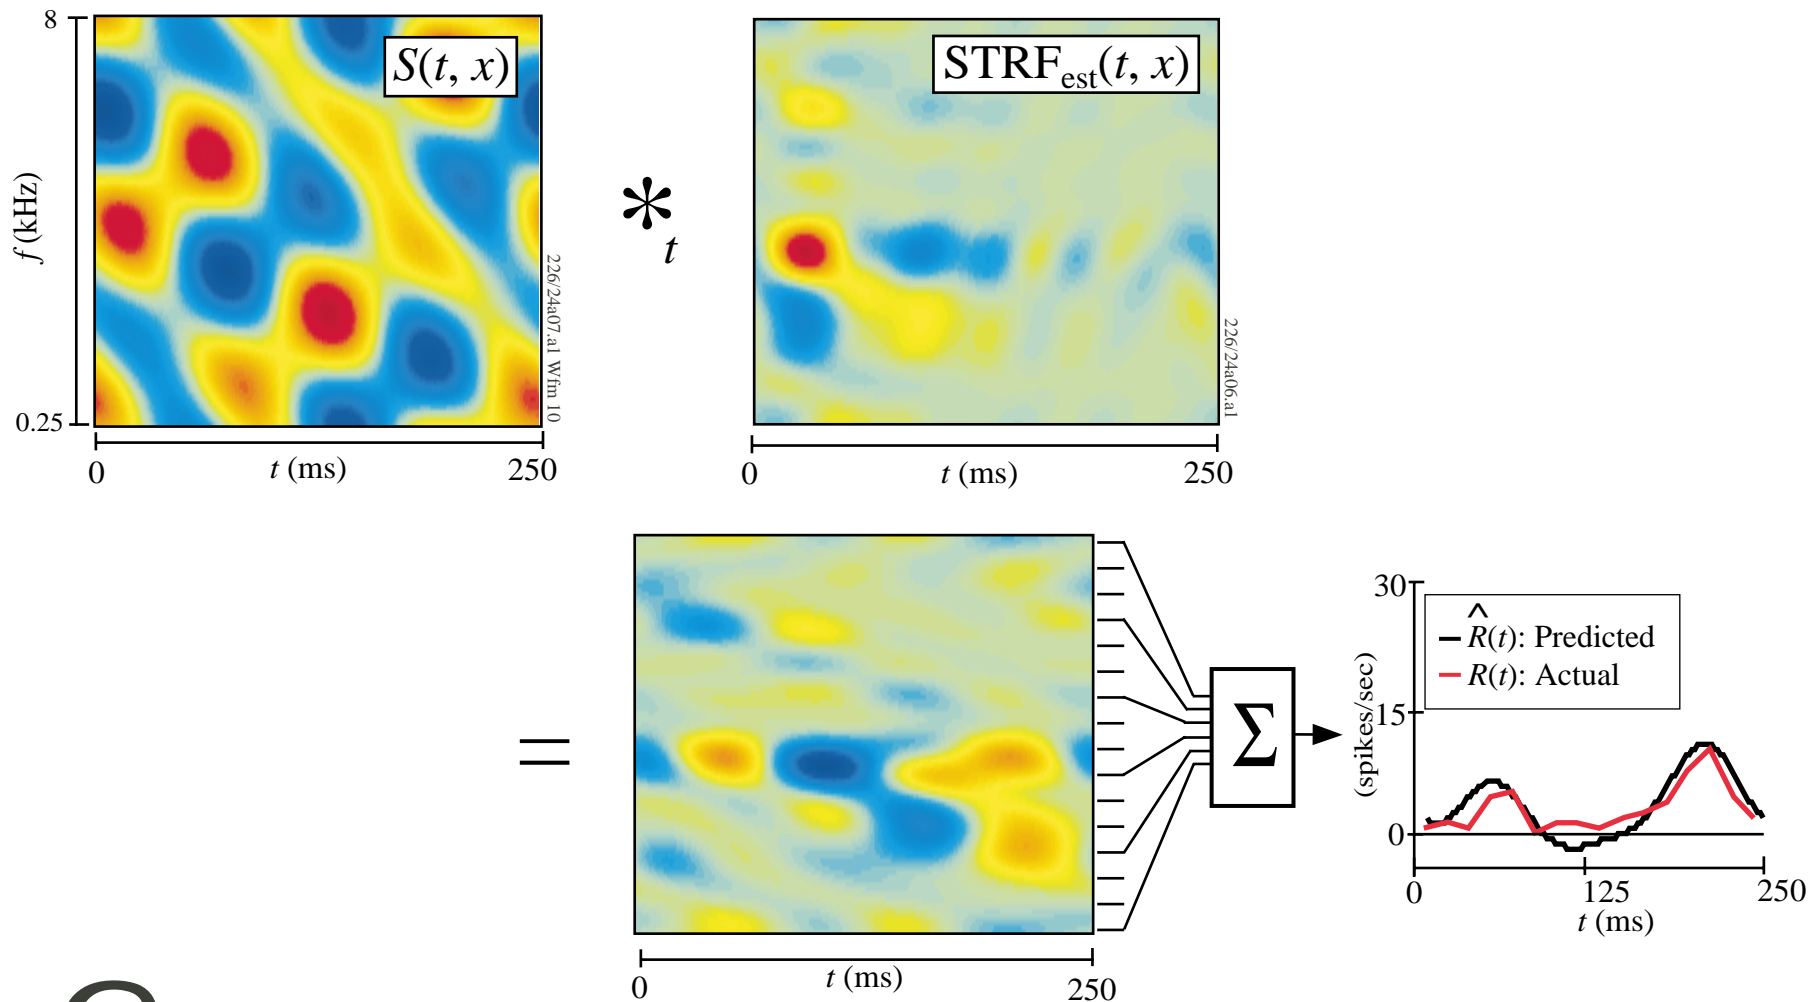 8
S(t, x)
f (kHz)
0.25
226/24a07.a1 Wfm 10
0
t (ms)
250
*t
STRFest(t, x)
226/24a06.a1
0
t (ms)
250
=
0
t (ms)
250
Σ
(spikes/sec)
30
15
0
R̂(t): Predicted
R(t): Actual
0
125
250
t (ms)